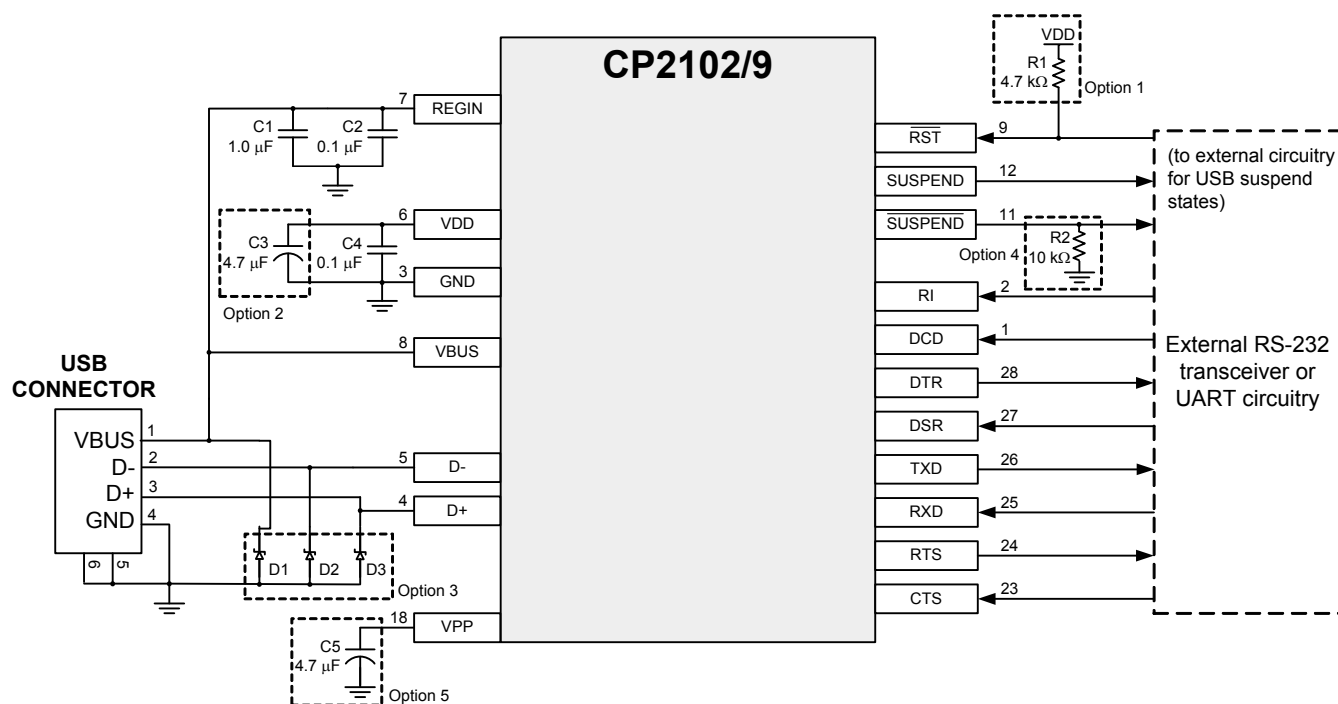 CP2102/9
VDD
R1
4.7 kΩ
Option 1
7
REGIN
C1
1.0 μF
C2
0.1 μF
6
VDD
C3
4.7 μF
C4
0.1 μF
3
GND
Option 2
8
VBUS
USB
CONNECTOR
VBUS
1
D-
2
D+
3
GND
4
6
5
5
D-
4
D+
D1
D2
D3
Option 3
18
VPP
C5
4.7 μF
Option 5
RST
9
SUSPEND
12
SUSPEND
11
Option 4
R2
10 kΩ
RI
2
DCD
1
DTR
28
DSR
27
TXD
26
RXD
25
RTS
24
CTS
23
(to external circuitry
for USB suspend
states)
External RS-232
transceiver or
UART circuitry